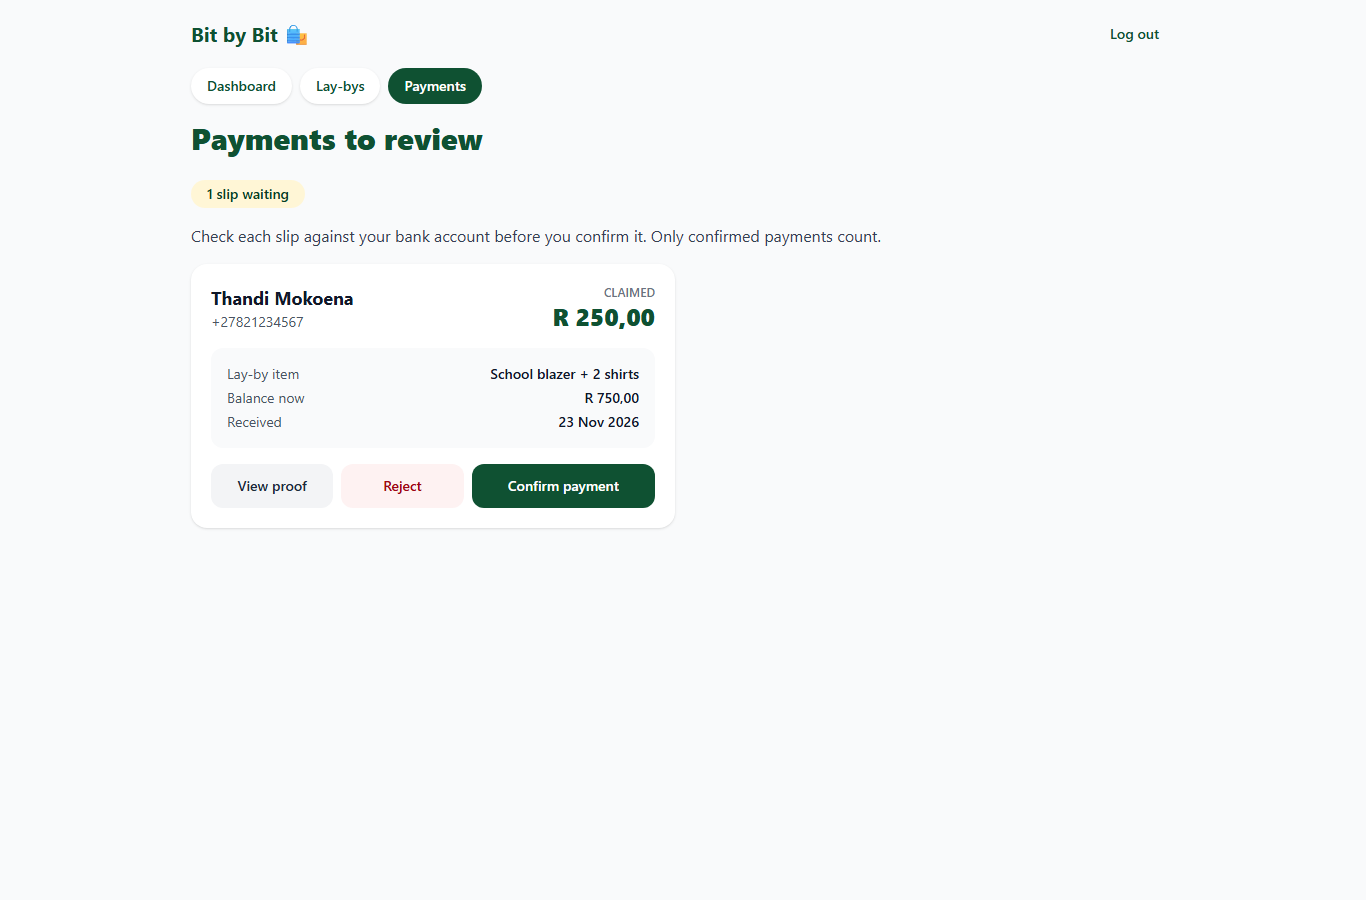 Bit by Bit
Log out
Dashboard
Lay-bys
Payments
Payments to review
1 slip waiting
Check each slip against your bank account before you confirm it. Only confirmed payments count.
Thandi Mokoena
CLAIMED
+27821234567
R 250,00
Lay-by item
School blazer + 2 shirts
Balance now
R 750,00
Received
23 Nov 2026
View proof
Reject
Confirm payment